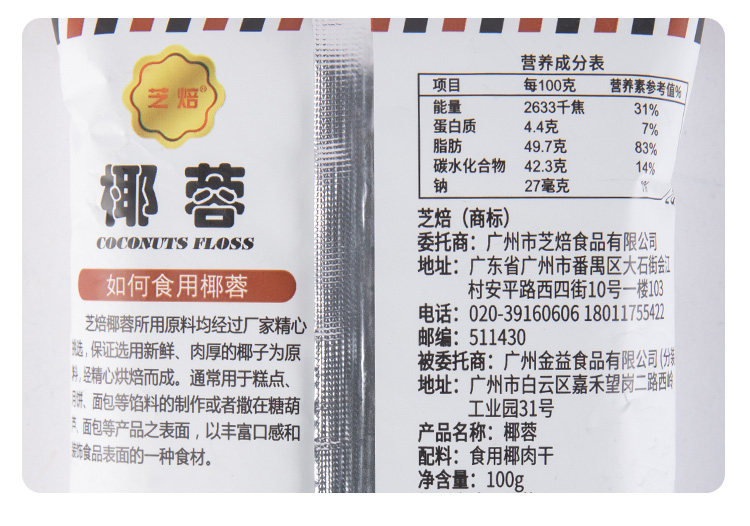 芝焙®
椰蓉
COCONUTS FLOSS
如何食用椰蓉
芝焙椰蓉所用原料均经过厂家精心
挑选，保证选用新鲜、肉厚的椰子为原
料，经精心烘焙而成。通常用于糕点、
月饼、面包等馅料的制作或者撒在糖葫
芦、面包等产品之表面，以丰富口感和
装饰食品表面的一种食材。
营养成分表
项目 每100克 营养素参考值%
能量 2633千焦 31%
蛋白质 4.4克 7%
脂肪 49.7克 83%
碳水化合物 42.3克 14%
钠 27毫克
芝焙（商标）
委托商：广州市芝焙食品有限公司
地址：广东省广州市番禺区大石街会江
村安平路西四街10号一楼103
电话：020-39160606 18011755422
邮编：511430
被委托商：广州金益食品有限公司(分装
地址：广州市白云区嘉禾望岗二路西岭
工业园31号
产品名称：椰蓉
配料：食用椰肉干
净含量：100g